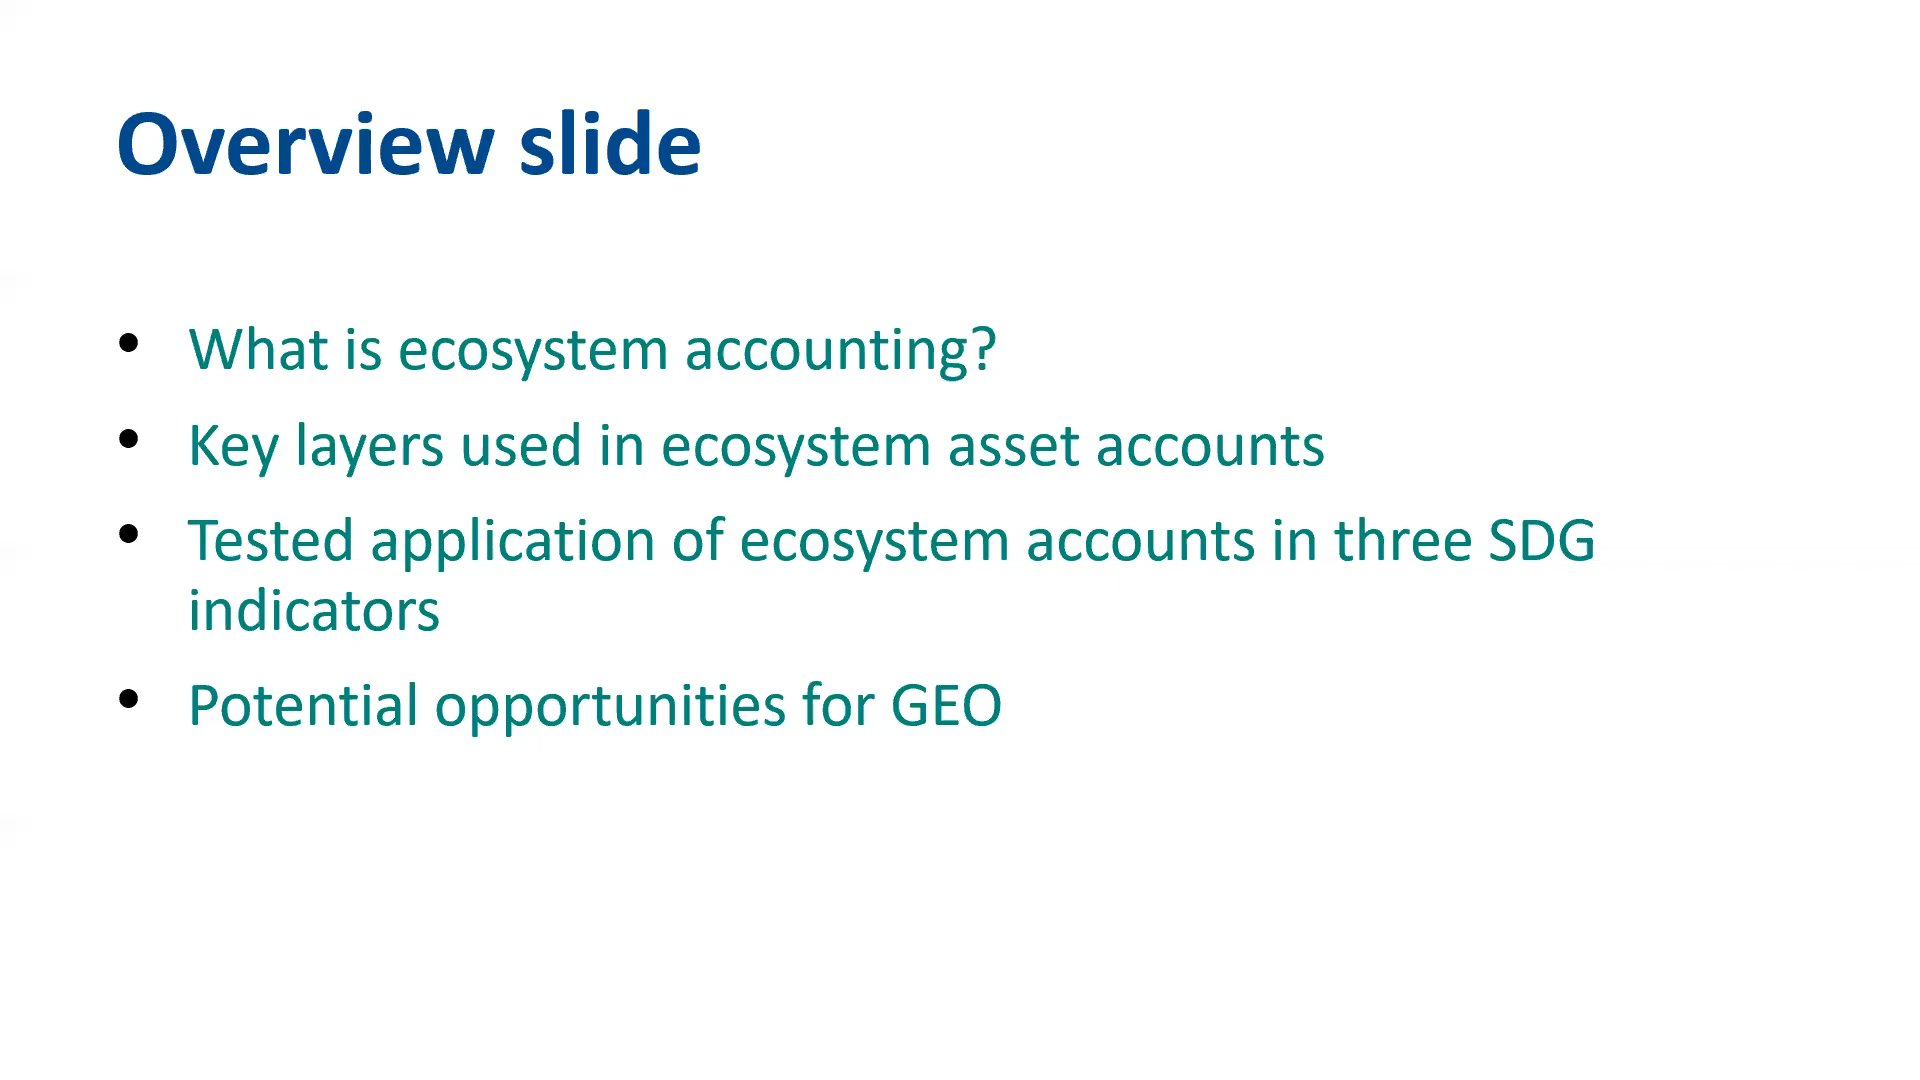 Overview slide
• What is ecosystem accounting?
• Key layers used in ecosystem asset accounts
• Tested application of ecosystem accounts in three SDG
indicators
• Potential opportunities for GEO